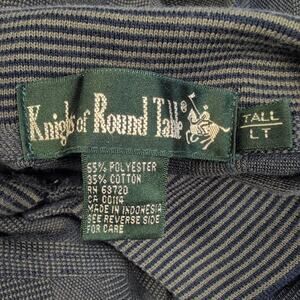 Knights of Round Table ®
TALL
LT
65% POLYESTER
35% COTTON
RN 63720
CA 00114
MADE IN INDONESIA
SEE REVERSE SIDE
FOR CARE